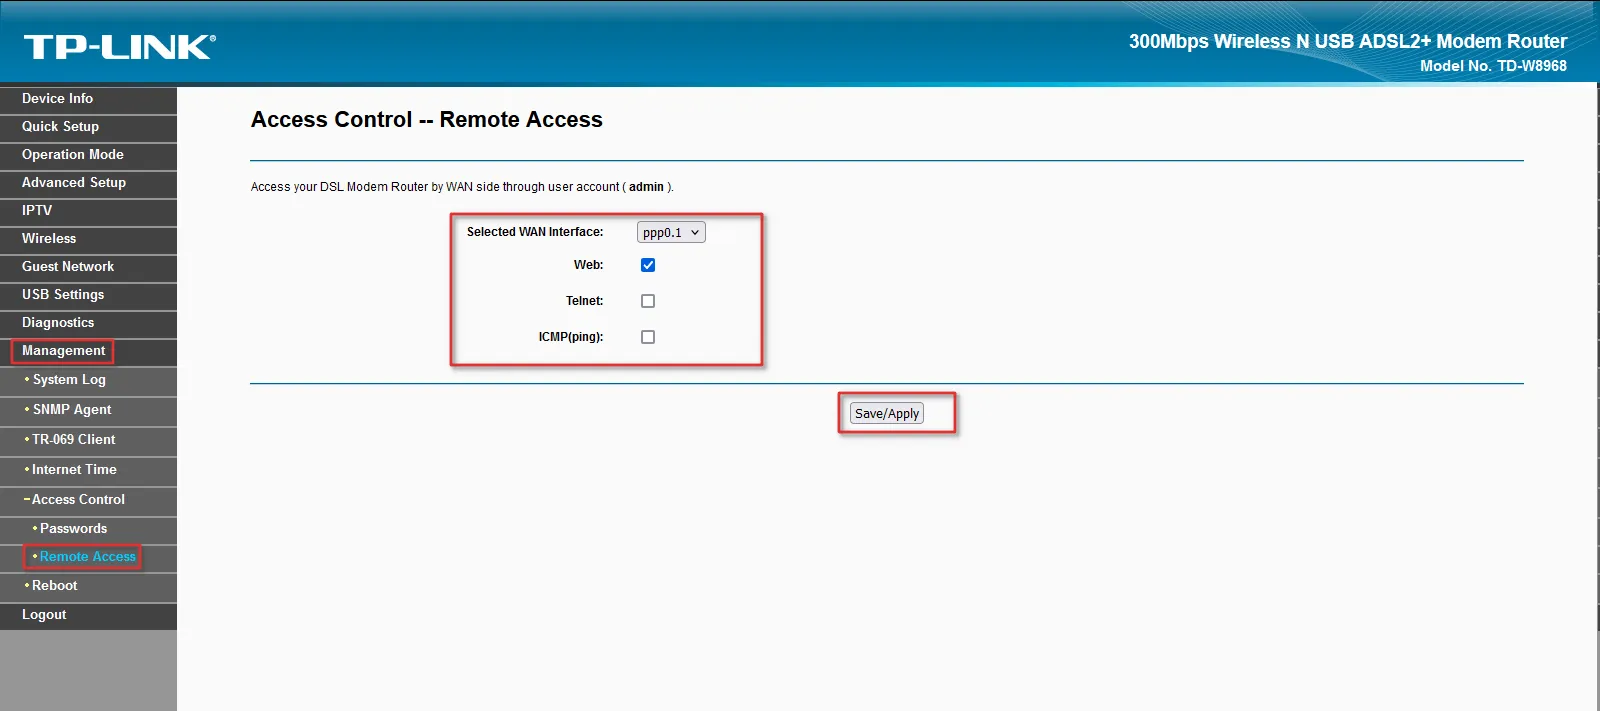 TP-LINK®
300Mbps Wireless N USB ADSL2+ Modem Router
Model No. TD-W8968
Device Info
Quick Setup
Operation Mode
Advanced Setup
IPTV
Wireless
Guest Network
USB Settings
Diagnostics
Management
System Log
SNMP Agent
TR-069 Client
Internet Time
Access Control
Passwords
Remote Access
Reboot
Logout
Access Control -- Remote Access
Access your DSL Modem Router by WAN side through user account ( admin ).
Selected WAN Interface: ppp0.1
Web:
Telnet:
ICMP(ping):
Save/Apply